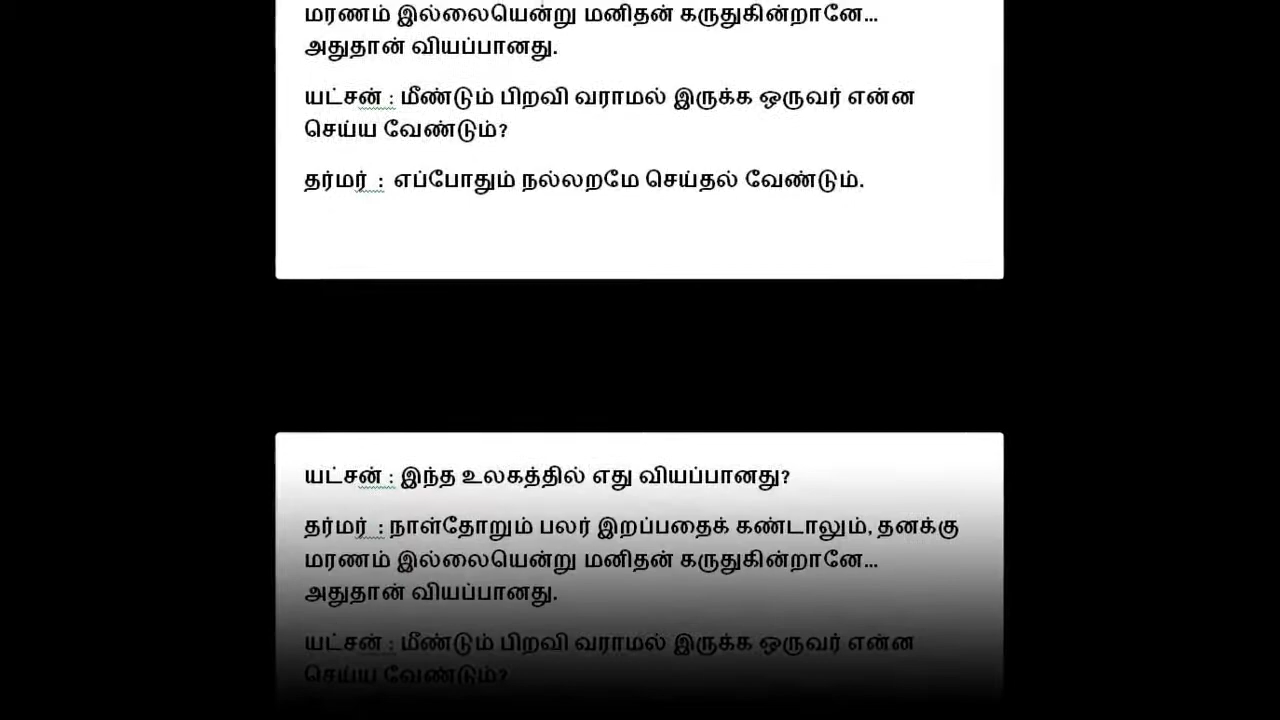 மரணம் இல்லையென்று மனிதன் கருதுகின்றானே...
அதுதான் வியப்பானது.
யட்சன் : மீண்டும் பிறவி வராமல் இருக்க ஒருவர் என்ன
செய்ய வேண்டும்?
தர்மர் : எப்போதும் நல்லறமே செய்தல் வேண்டும்.
யட்சன் : இந்த உலகத்தில் எது வியப்பானது?
தர்மர் : நாள்தோறும் பலர் இறப்பதைக் கண்டாலும், தனக்கு
மரணம் இல்லையென்று மனிதன் கருதுகின்றானே...
அதுதான் வியப்பானது.
யட்சன் : மீண்டும் பிறவி வராமல் இருக்க ஒருவர் என்ன
செய்ய வேண்டும்?